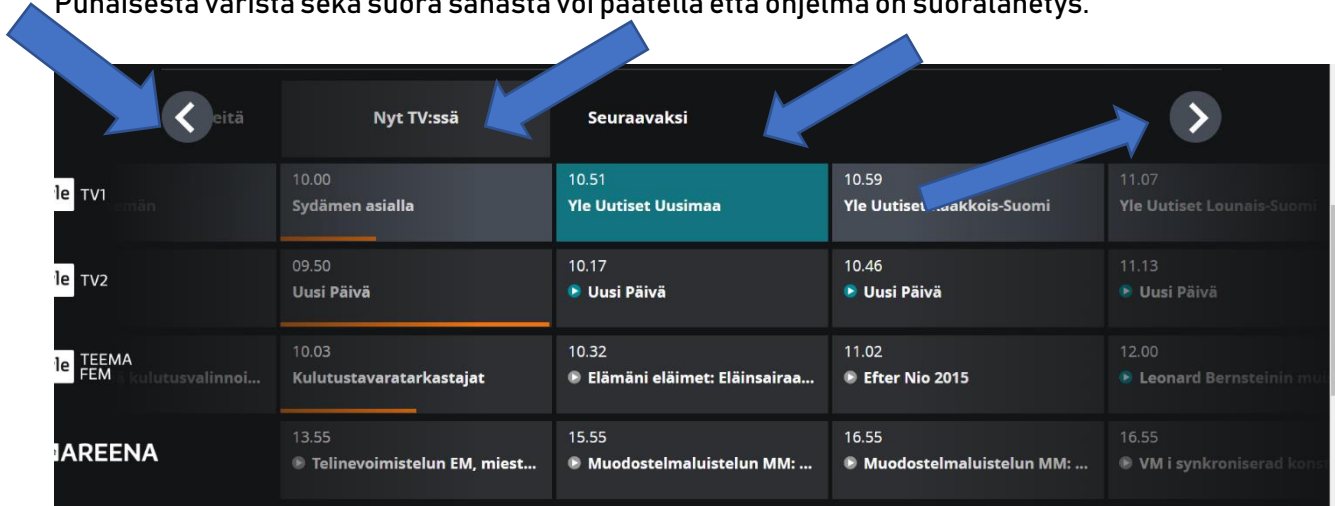 Punaisesta väristä sekä suora sanasta voi päätellä että ohjelma on suoralähetys.
eitä Nyt TV:ssä Seuraavaksi
10.00 10.51 10.59 11.07
TV1 Sydämen asialla Yle Uutiset Uusimaa Yle Uutiset Kaakkois-Suomi Yle Uutiset Lounais-Suomi
09.50 10.17 10.46 11.13
TV2 Uusi Päivä Uusi Päivä Uusi Päivä Uusi Päivä
10.03 10.32 11.02 12.00
TEEMA
FEM kulutusvalinnoi... Kulutustavaratarkastajat Elämäni eläimet: Eläinsairaa... Efter Nio 2015 Leonard Bernsteinin
13.55 15.55 16.55 16.55
AREENA Telinevoimistelun EM, miest... Muodostelmaluistelun MM: ... Muodostelmaluistelun MM: ... VM i synkroniserad